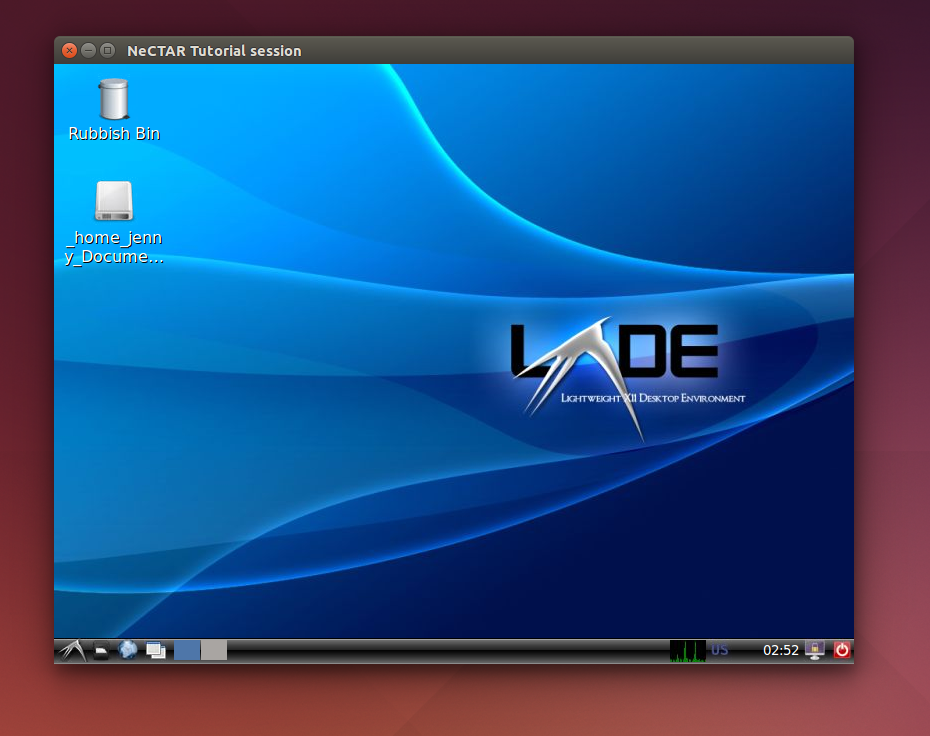 NeCTAR Tutorial session
Rubbish Bin
_home_jenn
y_Docume...
LXDE
Lightweight X11 Desktop Environment
US
02:52